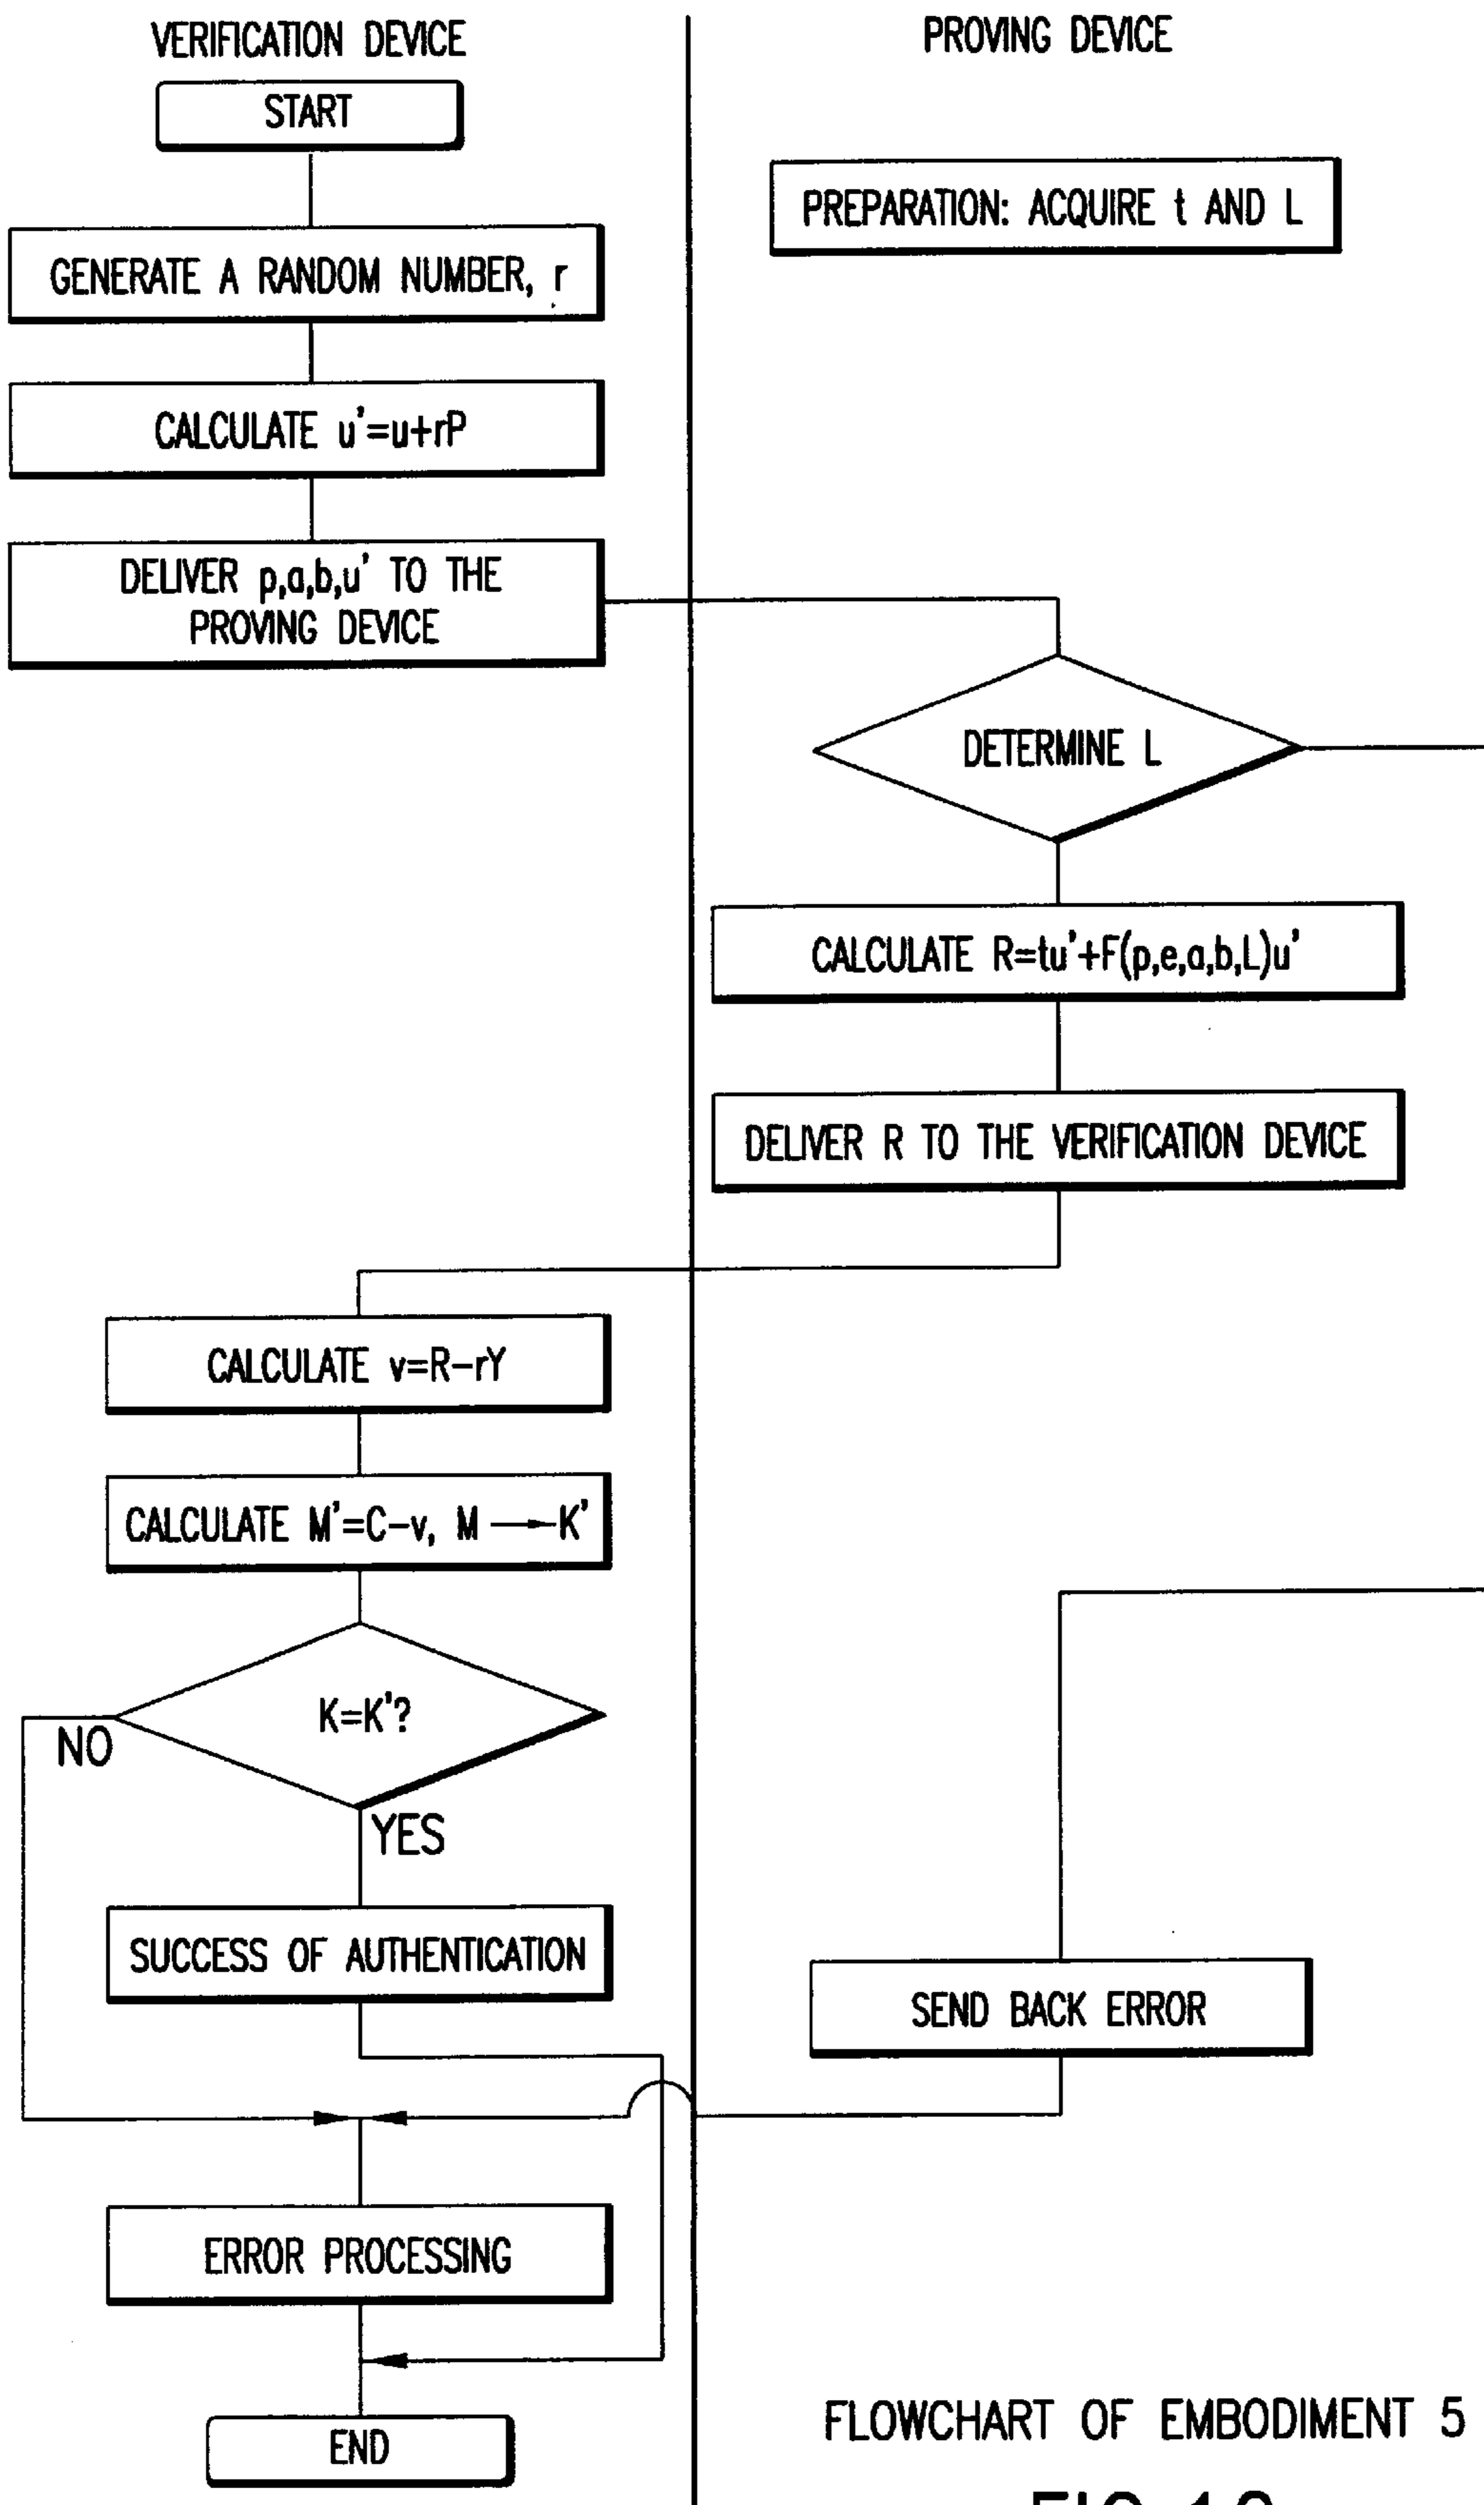 VERIFICATION DEVICE
PROVING DEVICE
START
PREPARATION: ACQUIRE t AND L
GENERATE A RANDOM NUMBER, r
CALCULATE u'=u+rP
DELIVER p,a,b,u' TO THE
PROVING DEVICE
DETERMINE L
CALCULATE R=tu'+F(p,e,a,b,L)u'
DELIVER R TO THE VERIFICATION DEVICE
CALCULATE v=R-rY
CALCULATE M'=C-v, M → K'
K=K'?
NO
YES
SUCCESS OF AUTHENTICATION
SEND BACK ERROR
ERROR PROCESSING
END
FLOWCHART OF EMBODIMENT 5